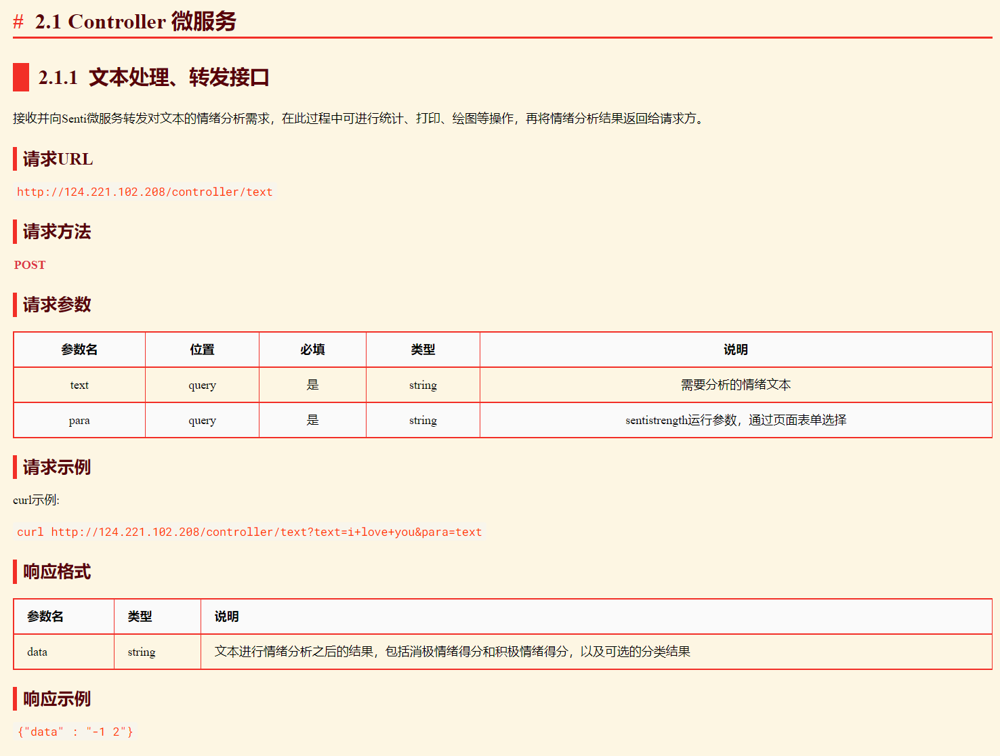 # 2.1 Controller 微服务
2.1.1 文本处理、转发接口
接收并向Senti微服务转发对文本的情绪分析需求，在此过程中可进行统计、打印、绘图等操作，再将情绪分析结果返回给请求方。
请求URL
http://124.221.102.208/controller/text
请求方法
POST
请求参数
参数名 位置 必填 类型 说明
text query 是 string 需要分析的情绪文本
para query 是 string sentistrength运行参数，通过页面表单选择
请求示例
curl示例:
curl http://124.221.102.208/controller/text?text=i+love+you&para=text
响应格式
参数名 类型 说明
data string 文本进行情绪分析之后的结果，包括消极情绪得分和积极情绪得分，以及可选的分类结果
响应示例
{"data" : "-1 2"}